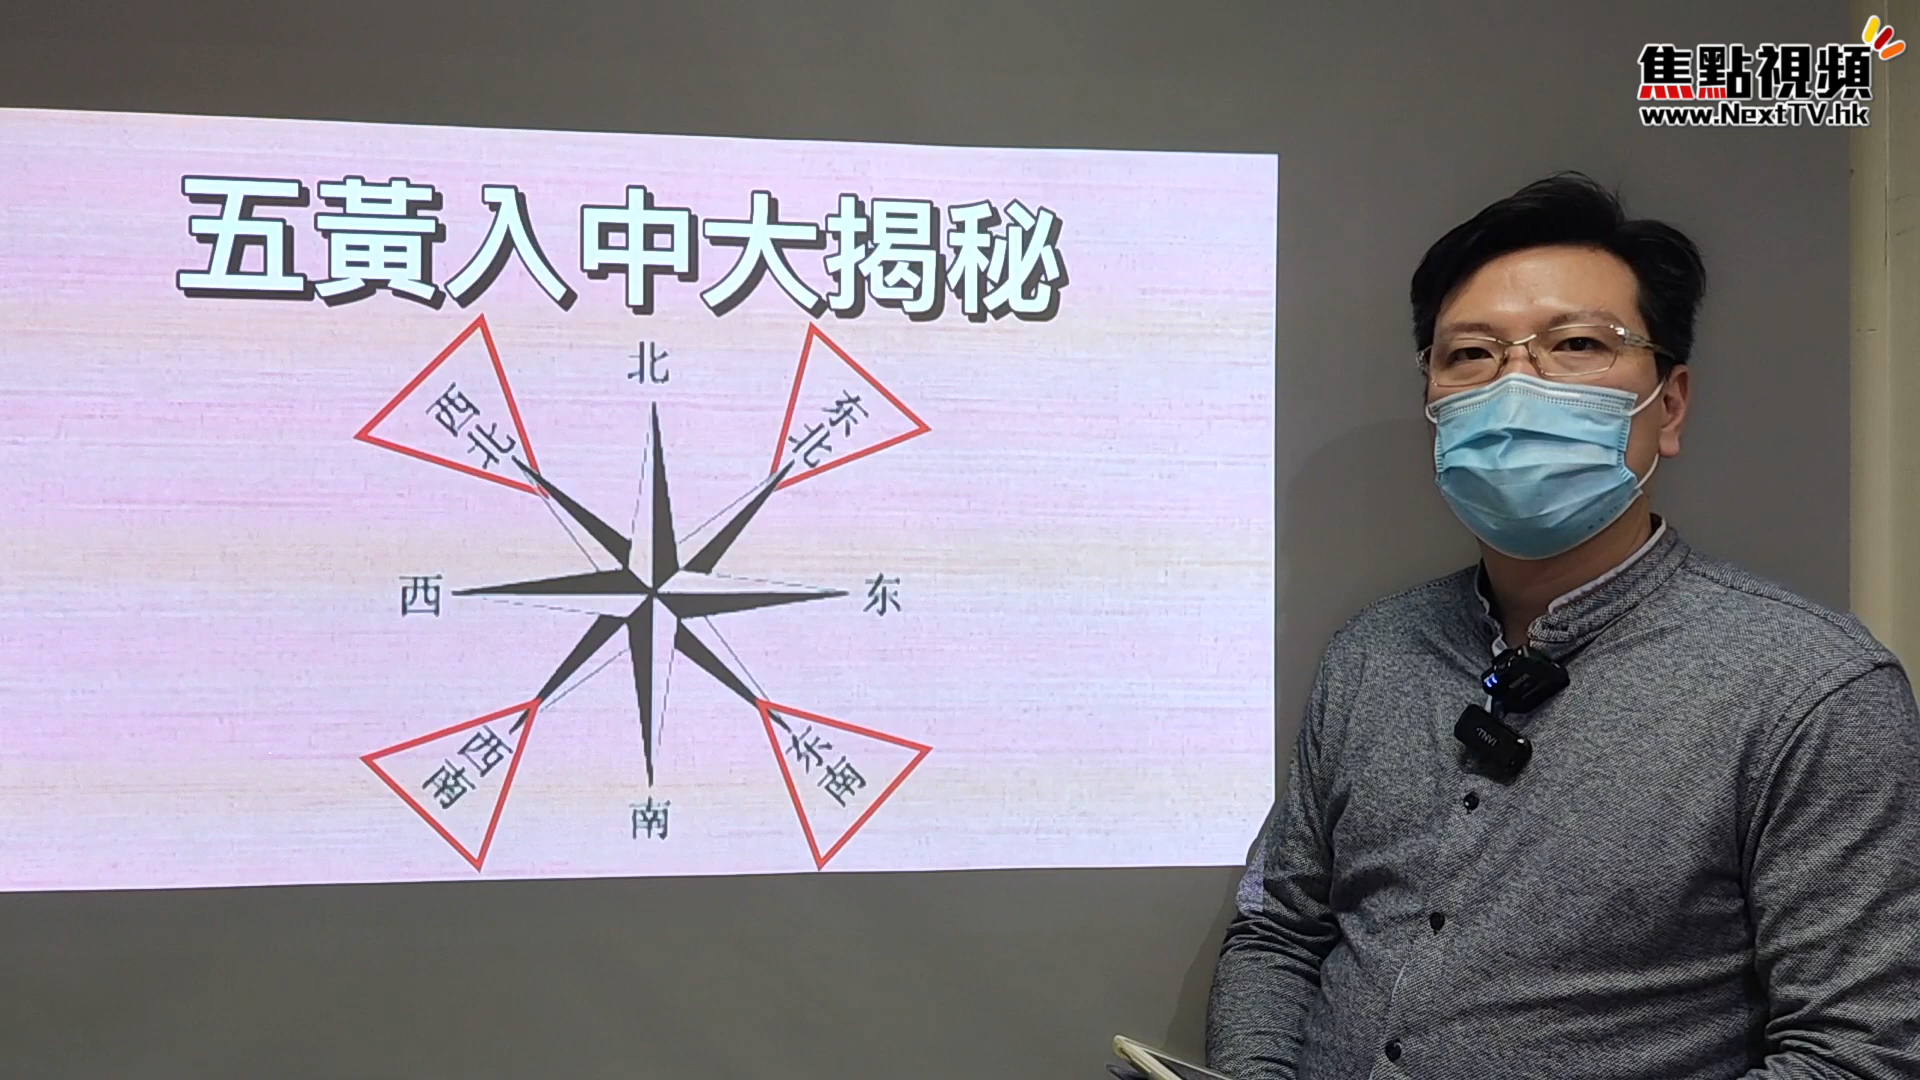 焦點視頻
www.NextTV.hk
五黃入中大揭秘
北
西北
东北
西
东
西南
东南
南